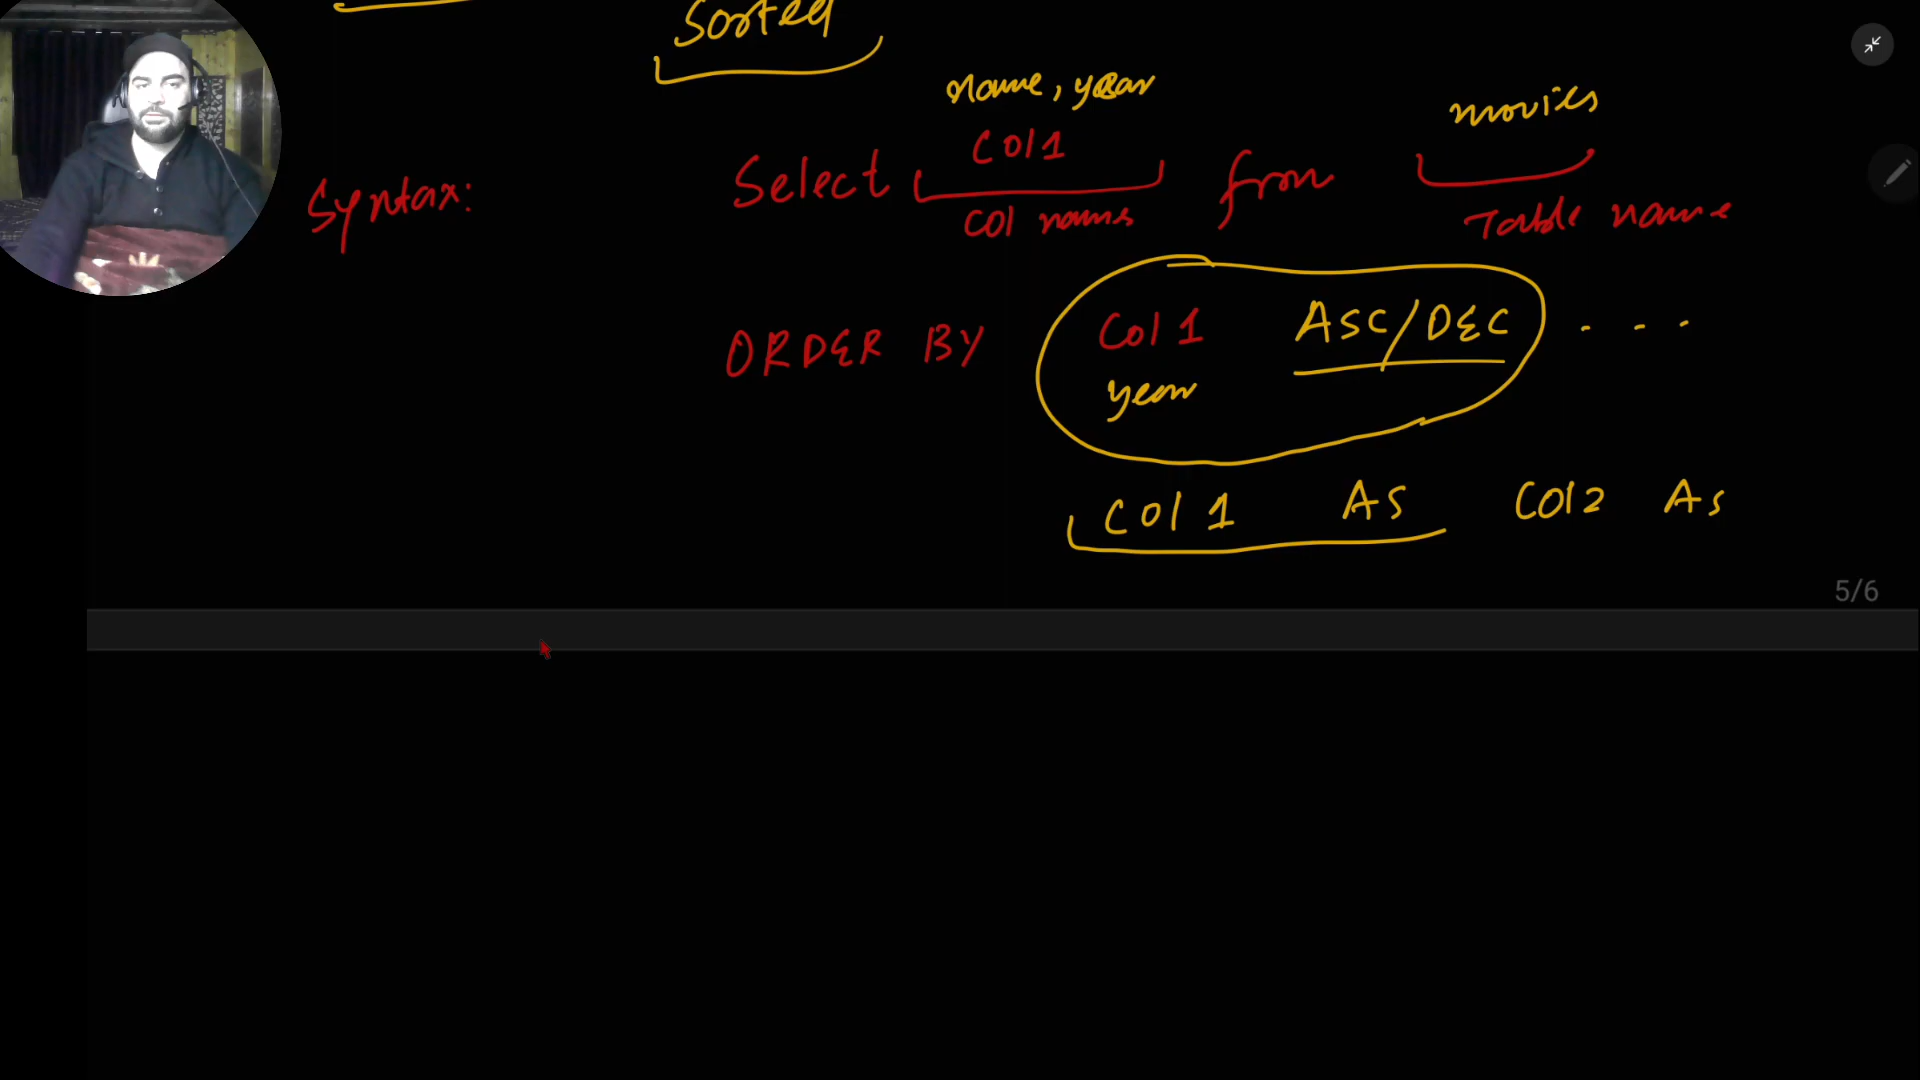 Sorted
name, year
movies
Syntax: Select Col1 from
Col names Table name
ORDER BY Col 1 ASC/DEC . . .
year
Col 1 AS Col2 As
5/6